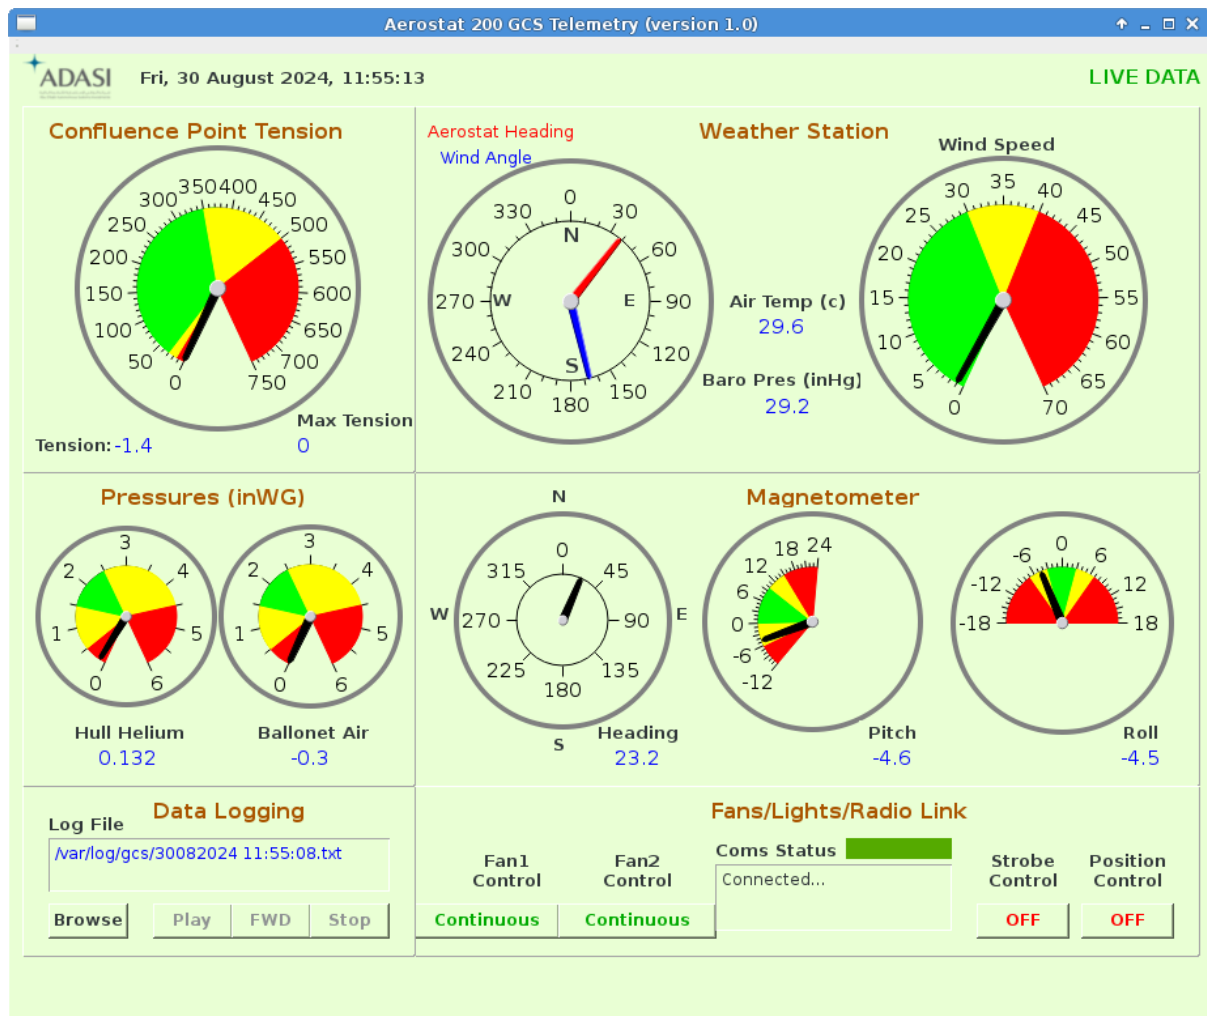 Aerostat 200 GCS Telemetry (version 1.0)
ADASI
Fri, 30 August 2024, 11:55:13
LIVE DATA
Confluence Point Tension
0
50
100
150
200
250
300
350
400
450
500
550
600
650
700
750
Max Tension
Tension: -1.4
0
Aerostat Heading
Wind Angle
Weather Station
0
30
60
90
120
150
180
210
240
270
300
330
N
E
S
W
Air Temp (c)
29.6
Baro Pres (inHg)
29.2
Wind Speed
0
5
10
15
20
25
30
35
40
45
50
55
60
65
70
Pressures (inWG)
0
1
2
3
4
5
6
Hull Helium
0.132
0
1
2
3
4
5
6
Ballonet Air
-0.3
Magnetometer
N
E
S
W
0
45
90
135
180
225
270
315
Heading
23.2
-12
-6
0
6
12
18
24
Pitch
-4.6
-18
-12
-6
0
6
12
18
Roll
-4.5
Data Logging
Log File
/var/log/gcs/30082024 11:55:08.txt
Browse
Play
FWD
Stop
Fans/Lights/Radio Link
Fan1
Control
Continuous
Fan2
Control
Continuous
Coms Status
Connected...
Strobe
Control
OFF
Position
Control
OFF